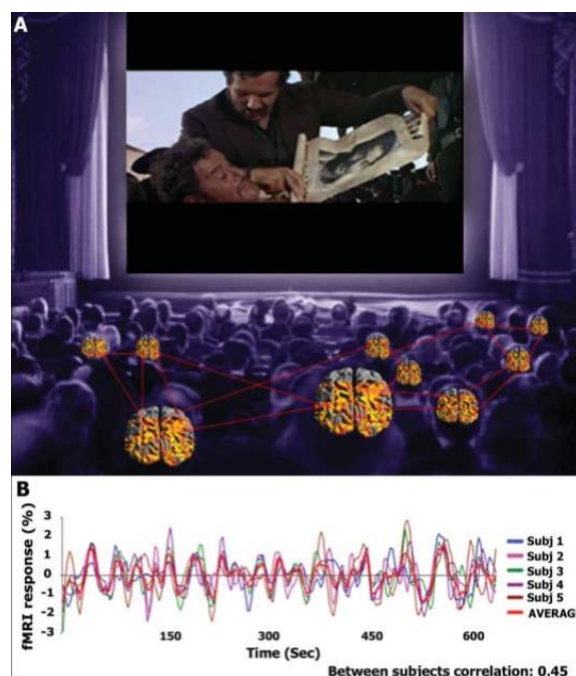 A
B
3
2
1
0
-1
-2
-3
fMRI response (%)
150 300 450 600
Time (Sec)
Subj 1
Subj 2
Subj 3
Subj 4
Subj 5
AVERAG
Between subjects correlation: 0.45